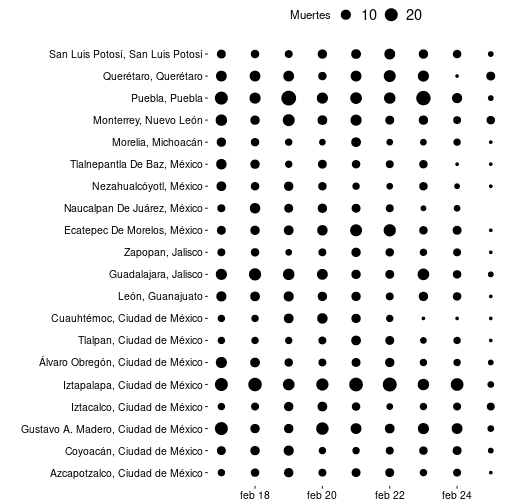 Muertes 10 20
San Luis Potosí, San Luis Potosí
Querétaro, Querétaro
Puebla, Puebla
Monterrey, Nuevo León
Morelia, Michoacán
Tlalnepantla De Baz, México
Nezahualcóyotl, México
Naucalpan De Juárez, México
Ecatepec De Morelos, México
Zapopan, Jalisco
Guadalajara, Jalisco
León, Guanajuato
Cuauhtémoc, Ciudad de México
Tlalpan, Ciudad de México
Álvaro Obregón, Ciudad de México
Iztapalapa, Ciudad de México
Iztacalco, Ciudad de México
Gustavo A. Madero, Ciudad de México
Coyoacán, Ciudad de México
Azcapotzalco, Ciudad de México
feb 18 feb 20 feb 22 feb 24